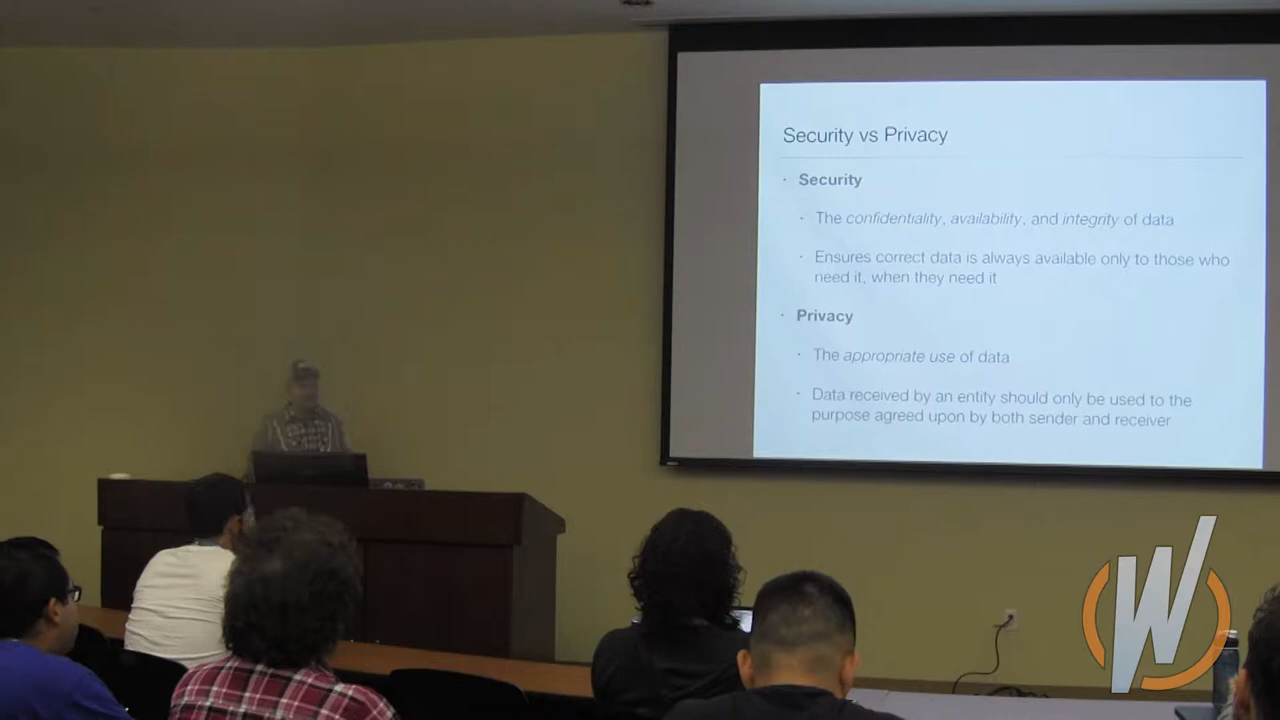 Security vs Privacy
· Security
· The confidentiality, availability, and integrity of data
· Ensures correct data is always available only to those who
need it, when they need it
· Privacy
· The appropriate use of data
· Data received by an entity should only be used to the
purpose agreed upon by both sender and receiver
W